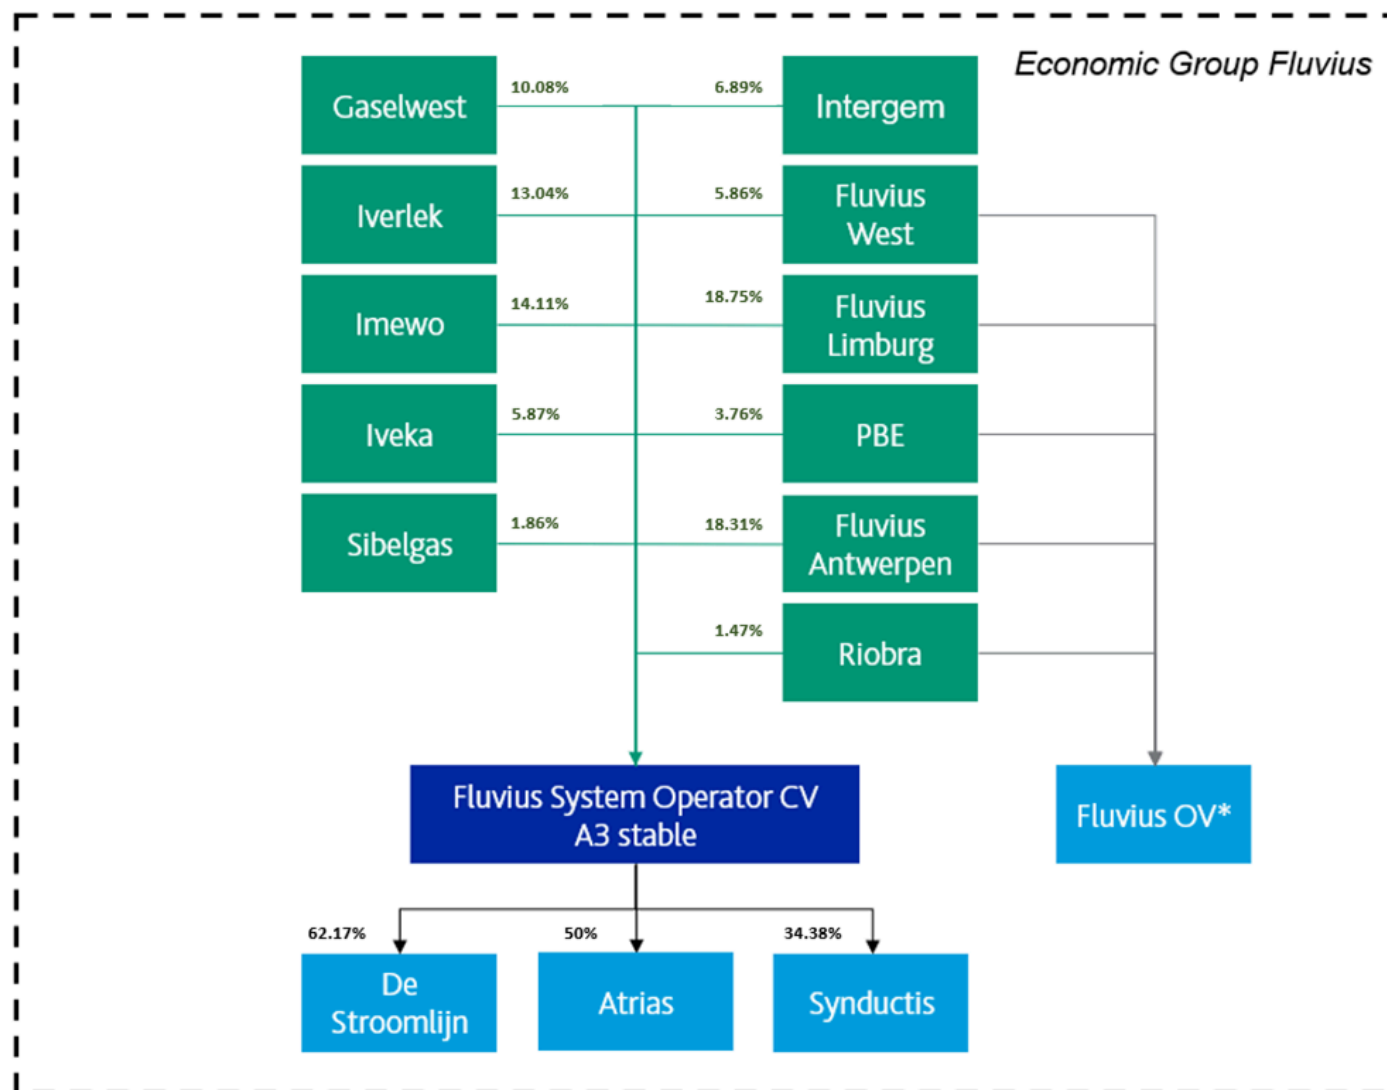 Economic Group Fluvius
Gaselwest
10.08%
6.89%
Intergem
Iverlek
13.04%
5.86%
Fluvius
West
Imewo
14.11%
18.75%
Fluvius
Limburg
Iveka
5.87%
3.76%
PBE
Sibelgas
1.86%
18.31%
Fluvius
Antwerpen
1.47%
Riobra
Fluvius System Operator CV
A3 stable
Fluvius OV*
62.17%
50%
34.38%
De
Stroomlijn
Atrias
Synductis